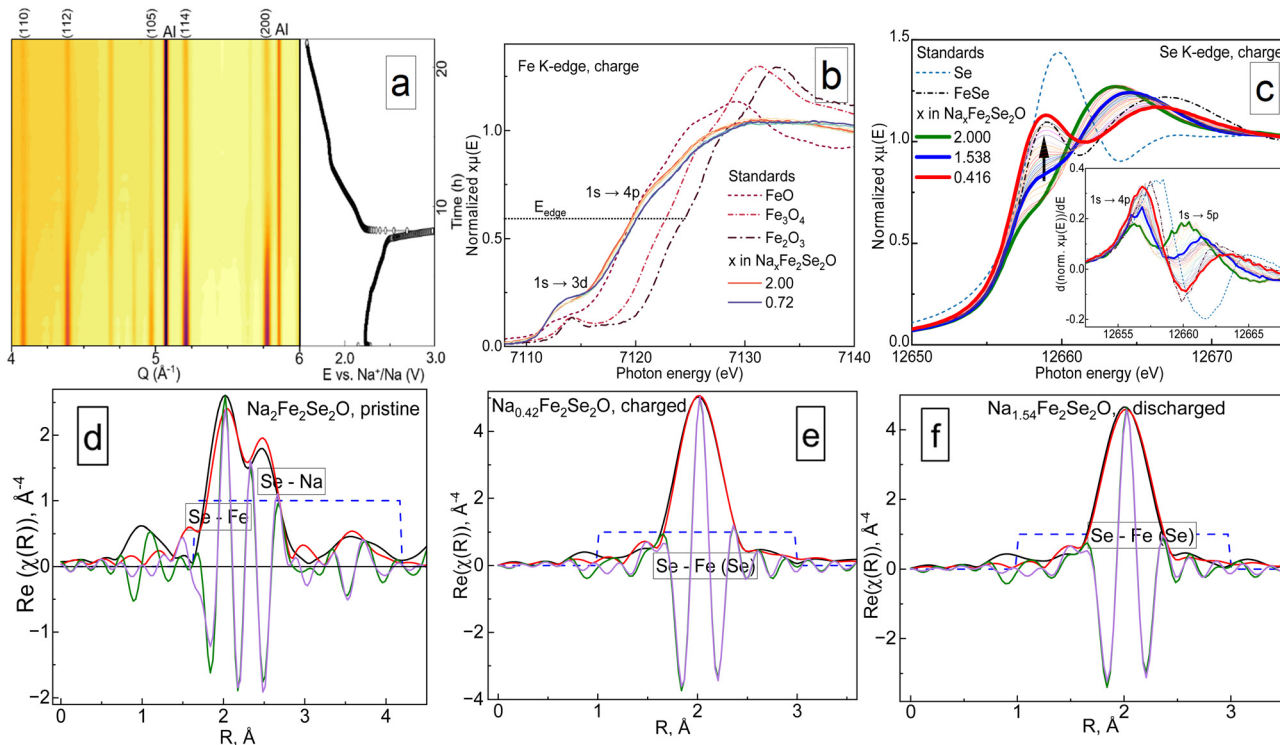 (110)
(112)
(105)
Al
(114)
(200)
Al
a
20
10
Time (h)
4
5
6
2.0
3.0
Q (Å⁻¹)
E vs. Na⁺/Na (V)
Fe K-edge, charge
b
Normalized xμ(E)
1.0
0.5
0.0
1s → 4p
E_edge
1s → 3d
Standards
FeO
Fe₃O₄
Fe₂O₃
x in NaₓFe₂Se₂O
2.00
0.72
7110
7120
7130
7140
Photon energy (eV)
Standards
Se K-edge, charge
Se
FeSe
x in NaₓFe₂Se₂O
2.000
1.538
0.416
c
Normalized xμ(E)
1.5
1.0
0.5
0.0
d(norm. xμ(E))/dE
0.4
0.2
0.0
-0.2
1s → 4p
1s → 5p
12655
12660
12665
12650
12660
12670
Photon energy (eV)
d
Na₂Fe₂Se₂O, pristine
Se - Na
Se - Fe
Re (χ(R)), Å⁻⁴
2
1
0
−1
−2
0
1
2
3
4
R, Å
Na₀.₄₂Fe₂Se₂O, charged
e
Se - Fe (Se)
Re(χ(R)), Å⁻⁴
4
2
0
−2
−4
0
1
2
3
R, Å
Na₁.₅₄Fe₂Se₂O, discharged
f
Se - Fe (Se)
Re(χ(R)), Å⁻⁴
4
2
0
−2
0
1
2
3
R, Å